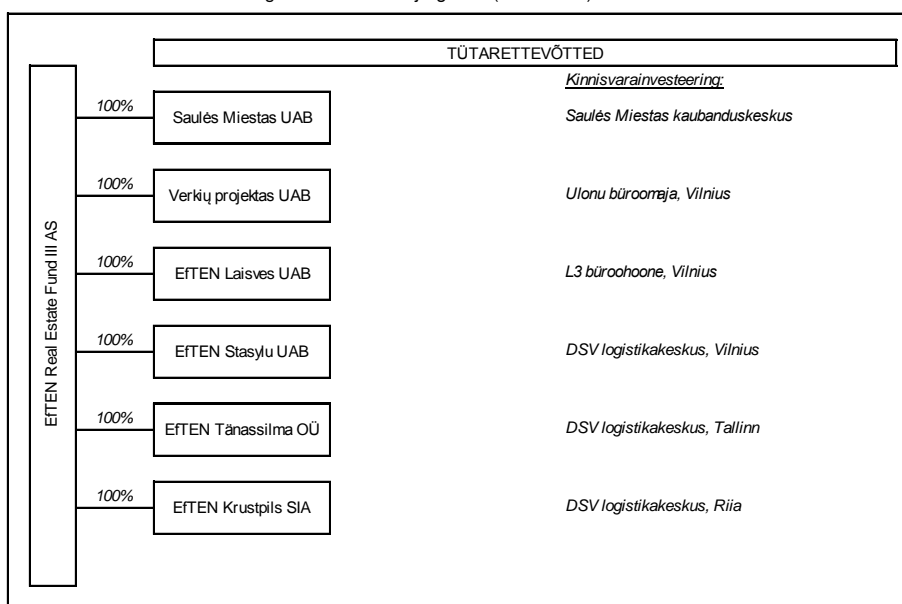 TÜTARETTEVÕTTED
EfTEN Real Estate Fund III AS
Kinnisvarainvesteering:
100%
Saulės Miestas UAB
Saulės Miestas kaubanduskeskus
100%
Verkių projektas UAB
Ulonu büroomaja, Vilnius
100%
EfTEN Laisves UAB
L3 büroohoone, Vilnius
100%
EfTEN Stasylu UAB
DSV logistikakeskus, Vilnius
100%
EfTEN Tänassilma OÜ
DSV logistikakeskus, Tallinn
100%
EfTEN Krustpils SIA
DSV logistikakeskus, Riia